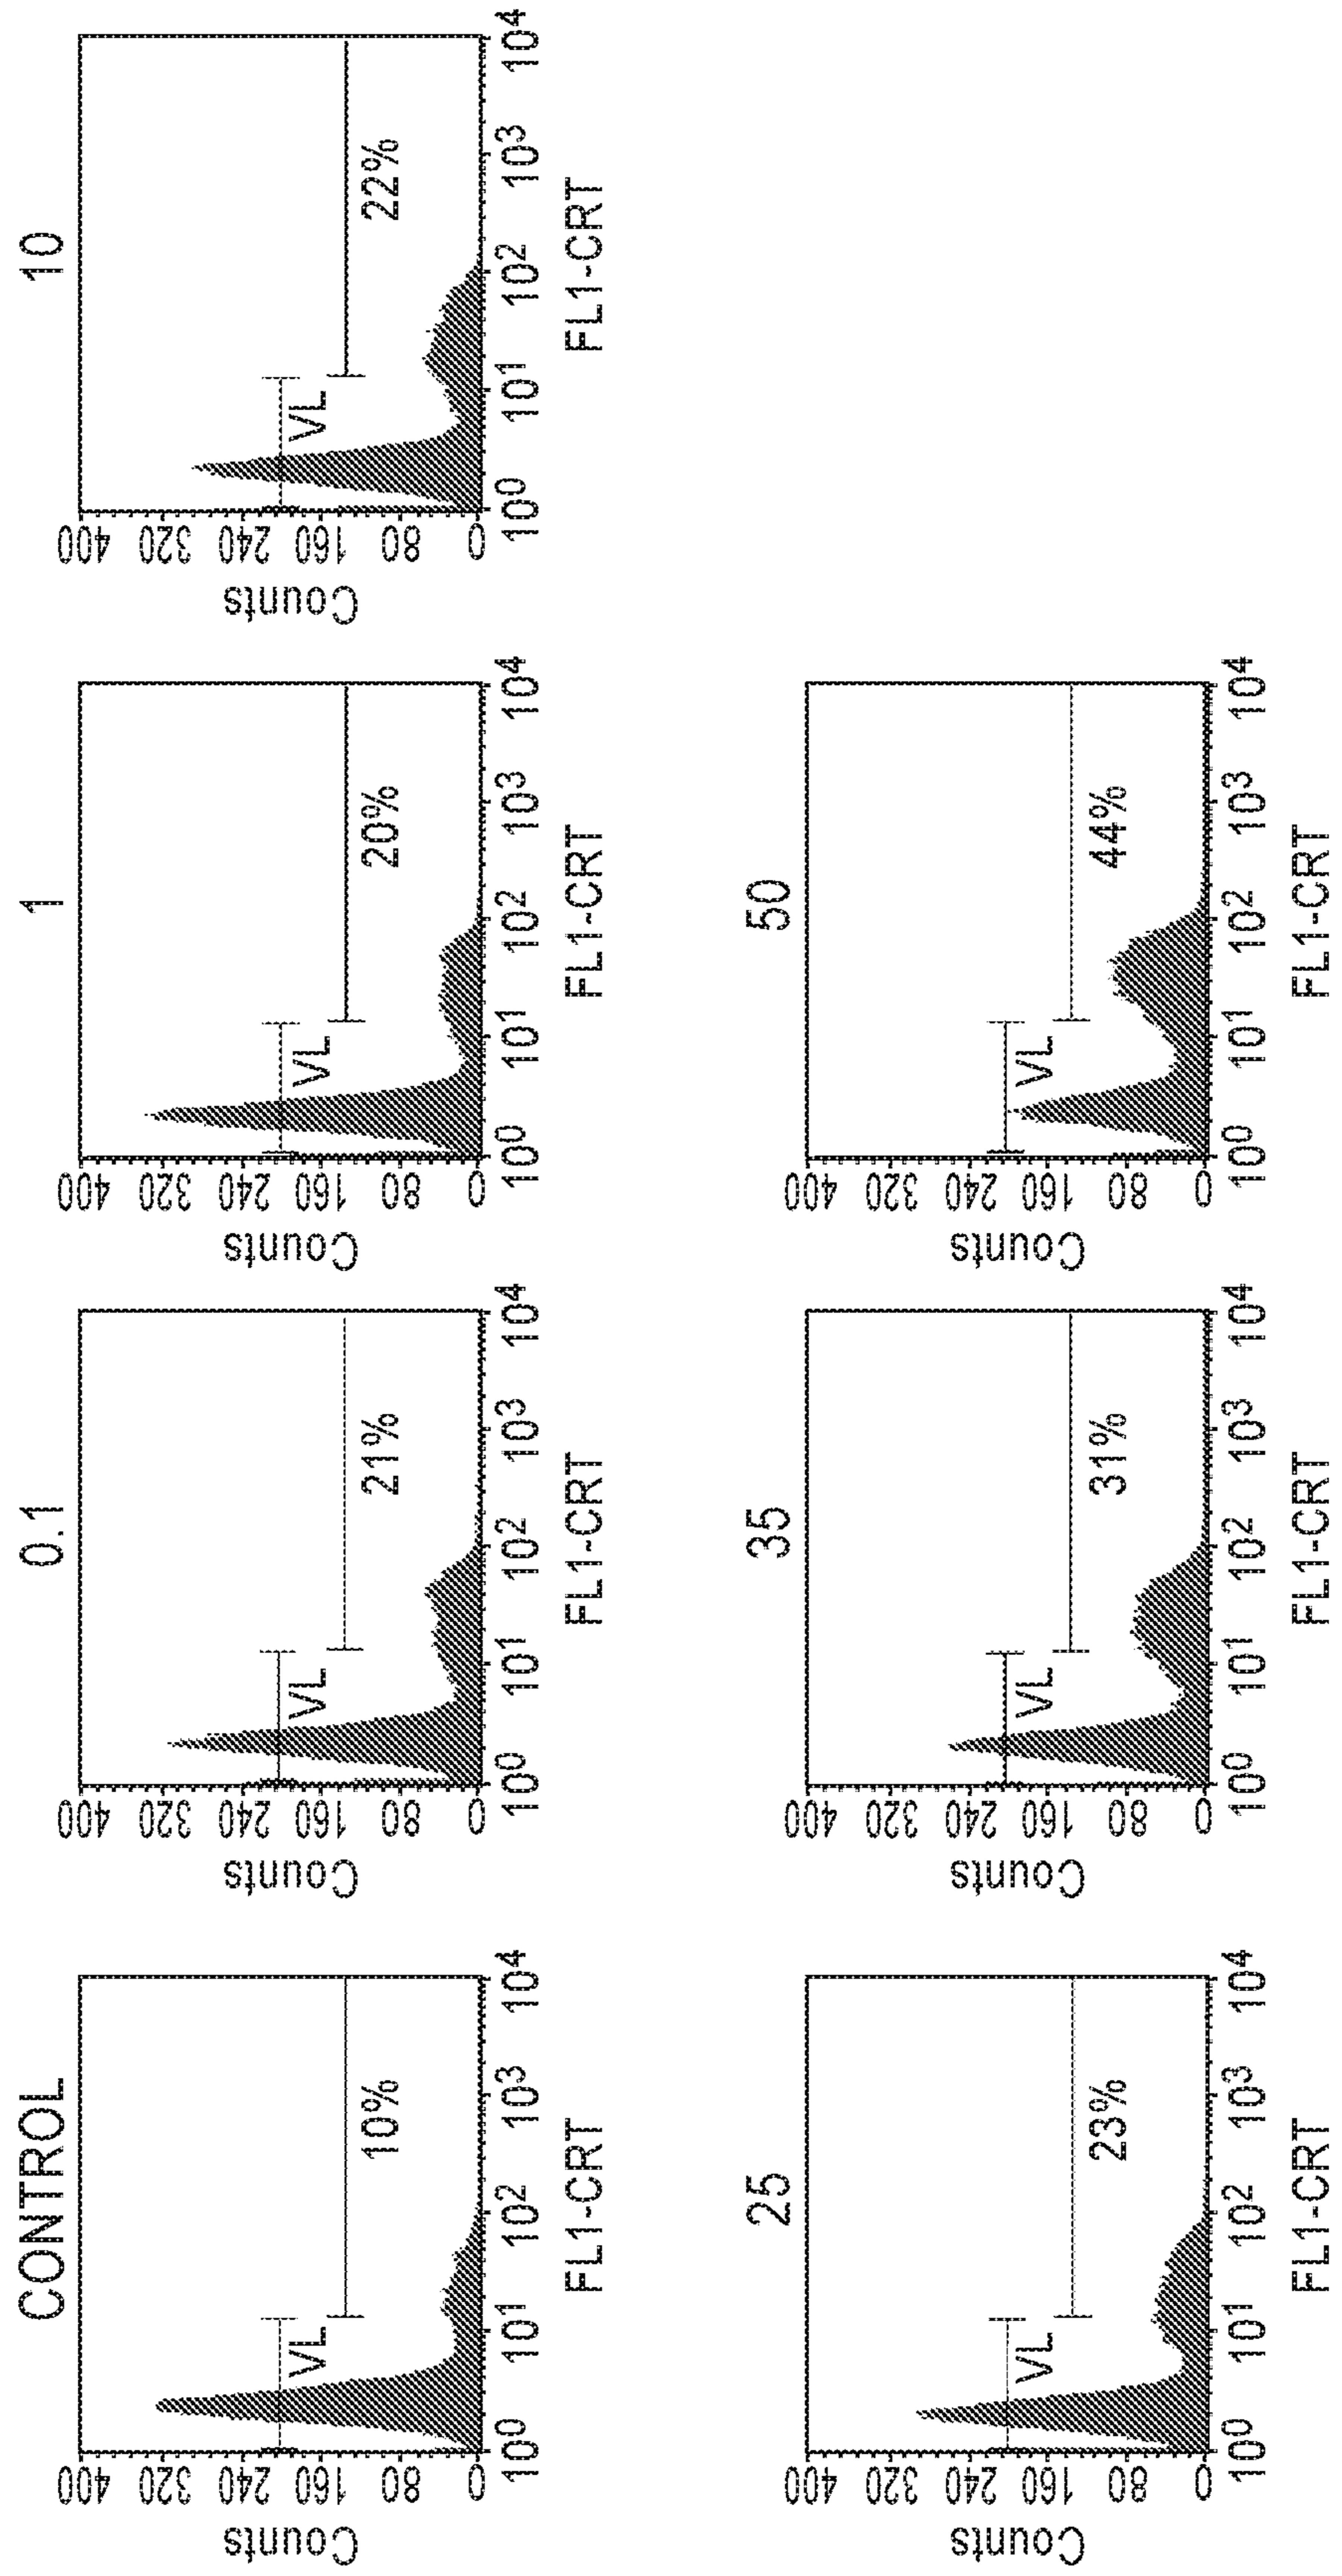 CONTROL
Counts
400
320
240
160
80
0
VL
10%
10⁰ 10¹ 10² 10³ 10⁴
FL1-CRT
0.1
Counts
400
320
240
160
80
0
VL
21%
10⁰ 10¹ 10² 10³ 10⁴
FL1-CRT
1
Counts
400
320
240
160
80
0
VL
20%
10⁰ 10¹ 10² 10³ 10⁴
FL1-CRT
10
Counts
400
320
240
160
80
0
VL
22%
10⁰ 10¹ 10² 10³ 10⁴
FL1-CRT
25
Counts
400
320
240
160
80
0
VL
23%
10⁰ 10¹ 10² 10³ 10⁴
FL1-CRT
35
Counts
400
320
240
160
80
0
VL
31%
10⁰ 10¹ 10² 10³ 10⁴
FL1-CRT
50
Counts
400
320
240
160
80
0
VL
44%
10⁰ 10¹ 10² 10³ 10⁴
FL1-CRT